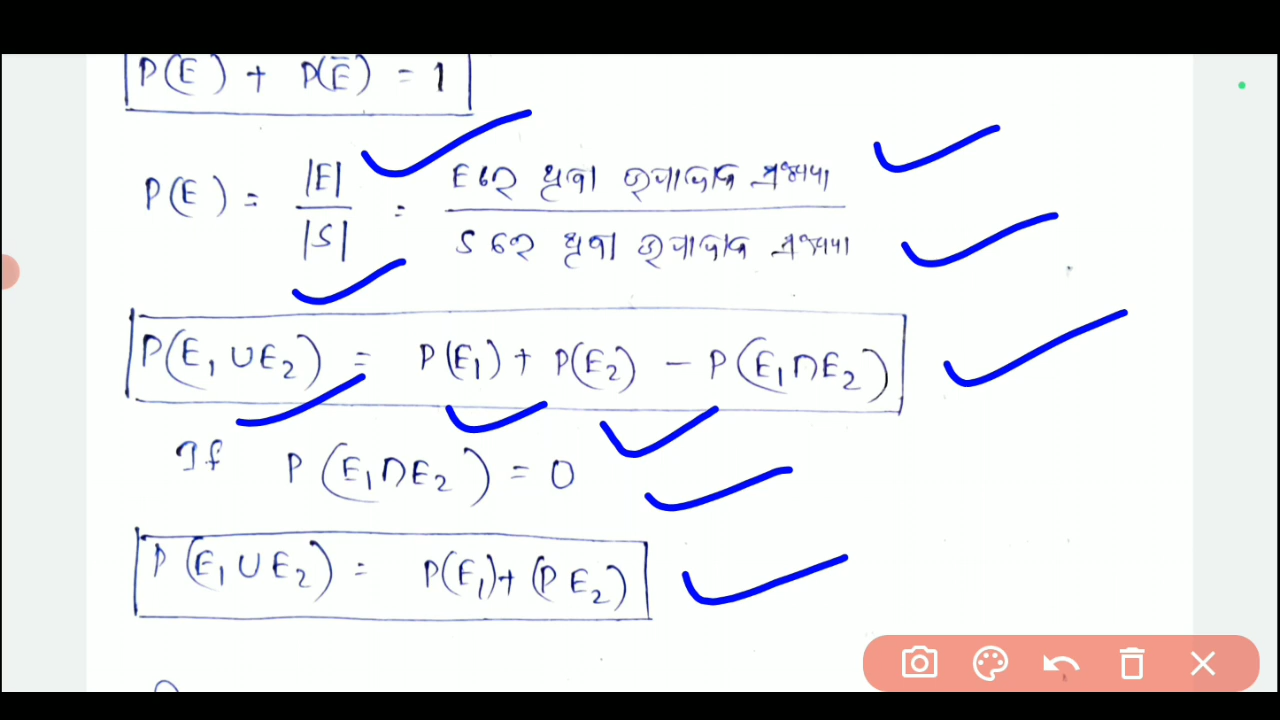 P(E) + P(Ē) = 1
P(E) = |E| / |S| = E ରେ ଥିବା ଉପାଦାନ ସଂଖ୍ୟା / S ରେ ଥିବା ଉପାଦାନ ସଂଖ୍ୟା
P(E₁ ∪ E₂) = P(E₁) + P(E₂) − P(E₁ ∩ E₂)
If P(E₁ ∩ E₂) = 0
P(E₁ ∪ E₂) = P(E₁) + (P E₂)